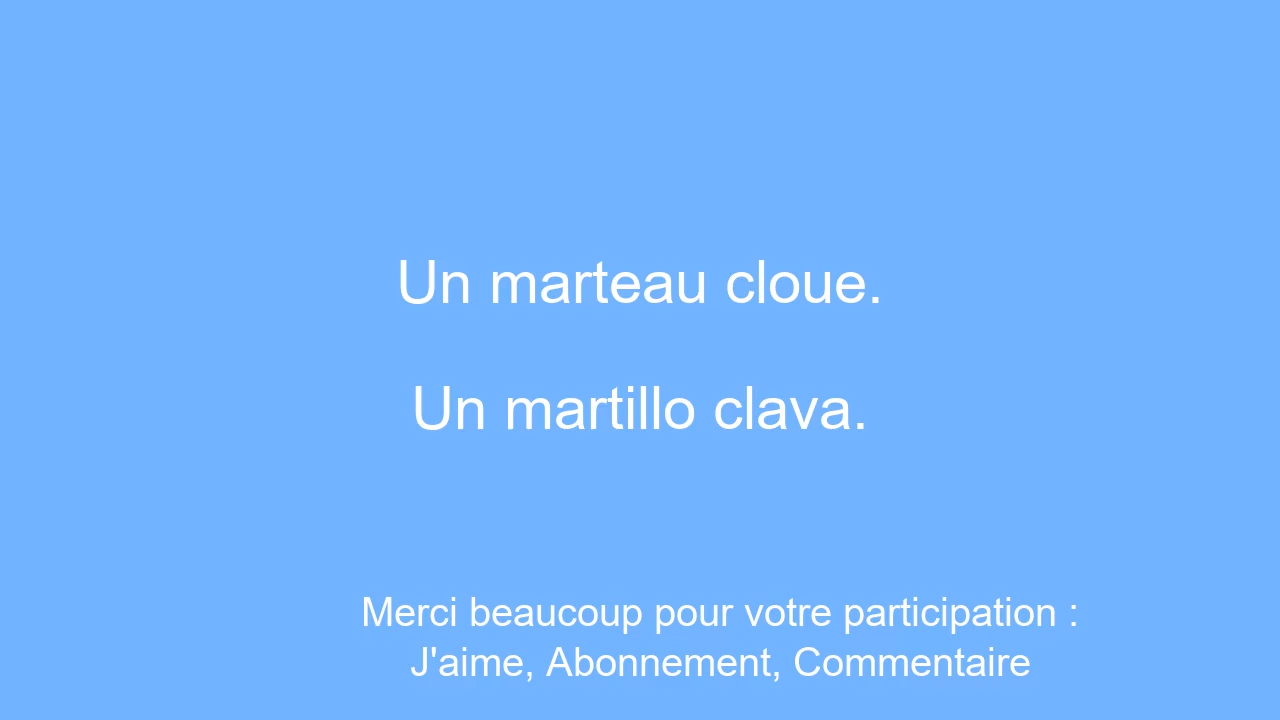 Un marteau cloue.
Un martillo clava.
Merci beaucoup pour votre participation :
J'aime, Abonnement, Commentaire